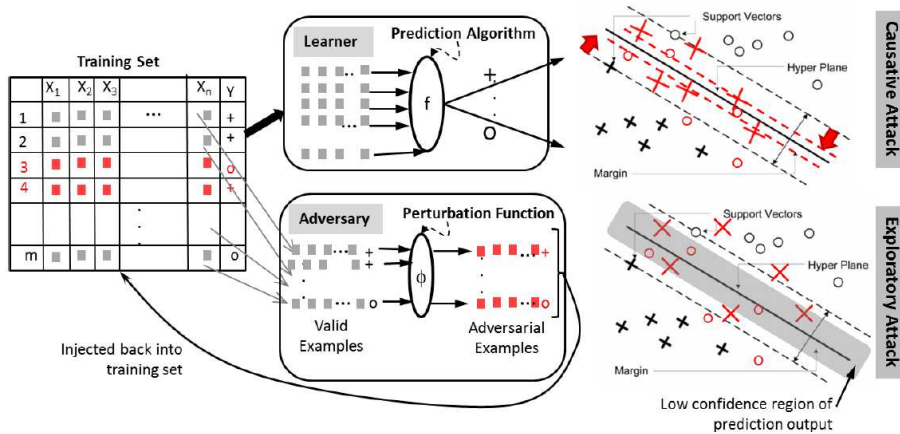 Training Set
X1 X2 X3 Xn Y
1 ... +
2 +
3 o
4 +
m o
Learner
Prediction Algorithm
...
f
+
o
Adversary
Perturbation Function
... +
+
... o
ϕ
... +
... o
Valid
Examples
Adversarial
Examples
Injected back into
training set
Support Vectors
Hyper Plane
Margin
Causative Attack
Support Vectors
Hyper Plane
Margin
Exploratory Attack
Low confidence region of
prediction output